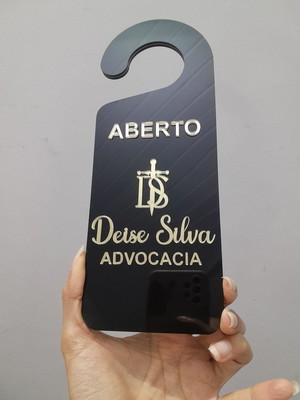 ABERTO
DS
Deise Silva
ADVOCACIA